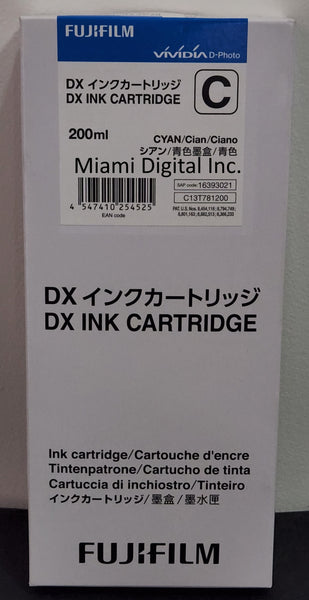 FUJIFILM
ViViDiA D-Photo
DX インクカートリッジ
DX INK CARTRIDGE
C
200ml
CYAN/Cian/Ciano
シアン/青色墨盒/青色
Miami Digital Inc.
SAP code: 16393021
C13T781200
4 547410 254525
EAN code
DX インクカートリッジ
DX INK CARTRIDGE
Ink cartridge/Cartouche d'encre
Tintenpatrone/Cartucho de tinta
Cartuccia di inchiostro/Tinteiro
インクカートリッジ/墨盒/墨水匣
FUJIFILM